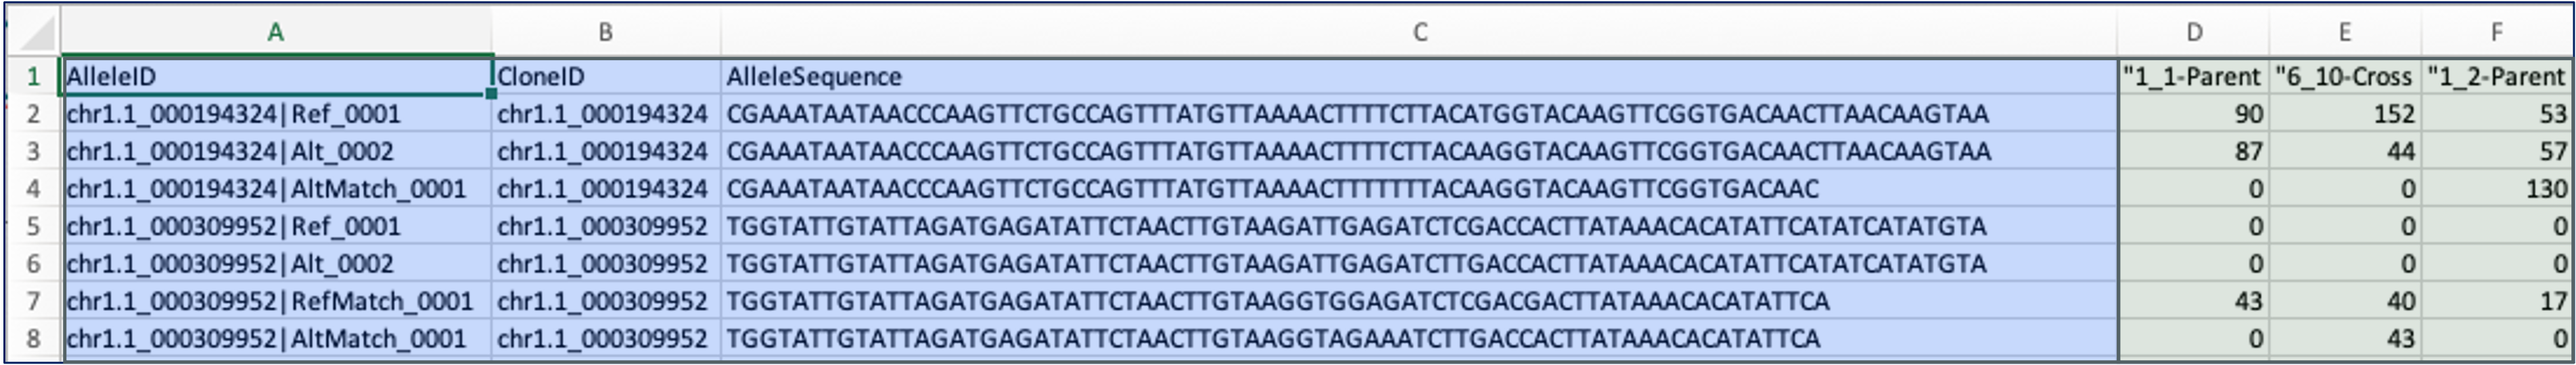 A B C D E F
1 AlleleID CloneID AlleleSequence "1_1-Parent "6_10-Cross "1_2-Parent
2 chr1.1_000194324|Ref_0001 chr1.1_000194324 CGAAATAATAACCCAAGTTCTGCCAGTTTATGTTAAAACTTTTCTTACATGGTACAAGTTCGGTGACAACTTAACAAGTAA 90 152 53
3 chr1.1_000194324|Alt_0002 chr1.1_000194324 CGAAATAATAACCCAAGTTCTGCCAGTTTATGTTAAAACTTTTCTTACAAGGTACAAGTTCGGTGACAACTTAACAAGTAA 87 44 57
4 chr1.1_000194324|AltMatch_0001 chr1.1_000194324 CGAAATAATAACCCAAGTTCTGCCAGTTTATGTTAAAACTTTTTTTACAAGGTACAAGTTCGGTGACAAC 0 0 130
5 chr1.1_000309952|Ref_0001 chr1.1_000309952 TGGTATTGTATTAGATGAGATATTCTAACTTGTAAGATTGAGATCTCGACCACTTATAAACACATATTCATATCATATGTA 0 0 0
6 chr1.1_000309952|Alt_0002 chr1.1_000309952 TGGTATTGTATTAGATGAGATATTCTAACTTGTAAGATTGAGATCTTGACCACTTATAAACACATATTCATATCATATGTA 0 0 0
7 chr1.1_000309952|RefMatch_0001 chr1.1_000309952 TGGTATTGTATTAGATGAGATATTCTAACTTGTAAGGTGGAGATCTCGACGACTTATAAACACATATTCA 43 40 17
8 chr1.1_000309952|AltMatch_0001 chr1.1_000309952 TGGTATTGTATTAGATGAGATATTCTAACTTGTAAGGTAGAAATCTTGACCACTTATAAACACATATTCA 0 43 0